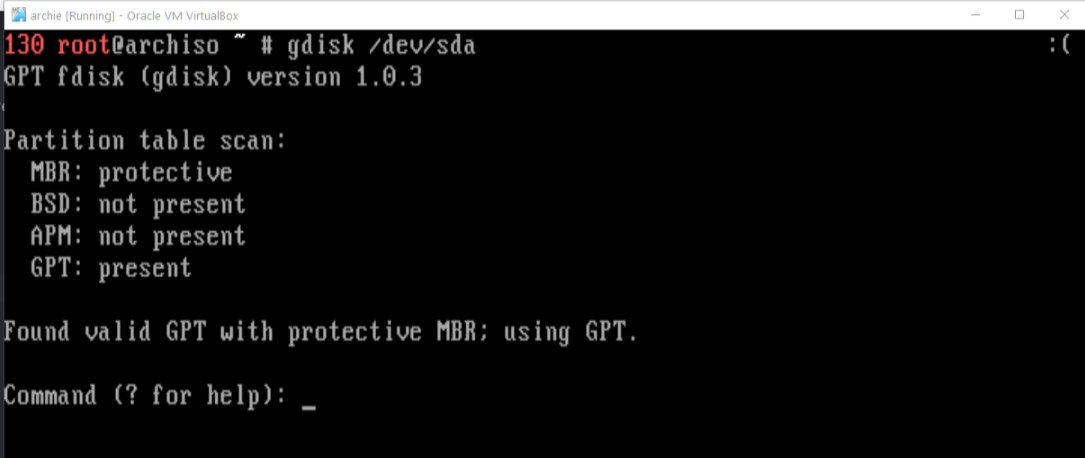 archie [Running] - Oracle VM VirtualBox
130 root@archiso ~ # gdisk /dev/sda :(
GPT fdisk (gdisk) version 1.0.3
Partition table scan:
MBR: protective
BSD: not present
APM: not present
GPT: present
Found valid GPT with protective MBR; using GPT.
Command (? for help): _